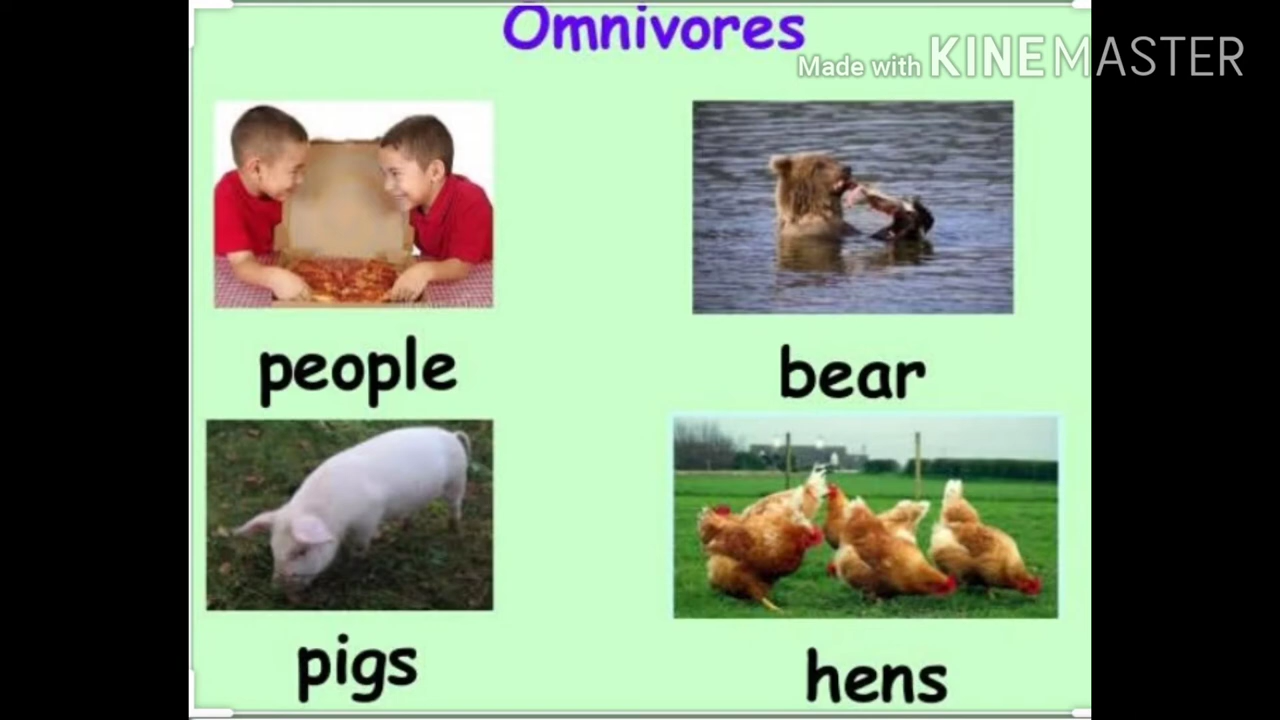 Omnivores
Made with KINEMASTER
people
bear
pigs
hens